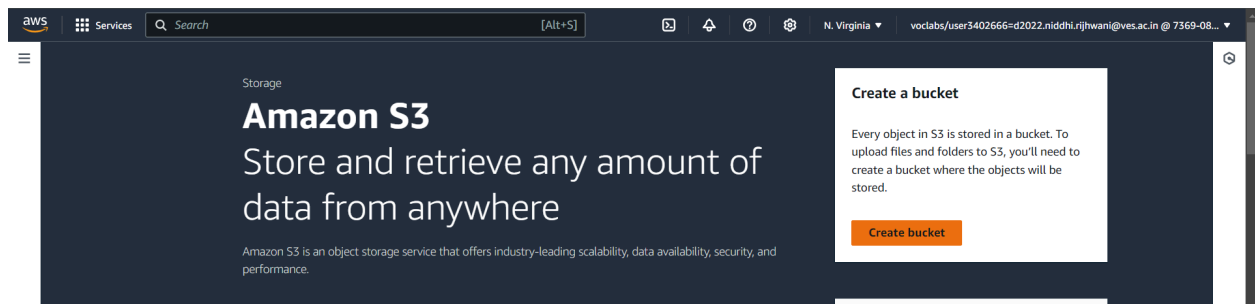 aws
Services
Search
[Alt+S]
N. Virginia
voclabs/user3402666=d2022.niddhi.rijhwani@ves.ac.in @ 7369-08...
Storage
Amazon S3
Store and retrieve any amount of
data from anywhere
Amazon S3 is an object storage service that offers industry-leading scalability, data availability, security, and
performance.
Create a bucket
Every object in S3 is stored in a bucket. To
upload files and folders to S3, you'll need to
create a bucket where the objects will be
stored.
Create bucket